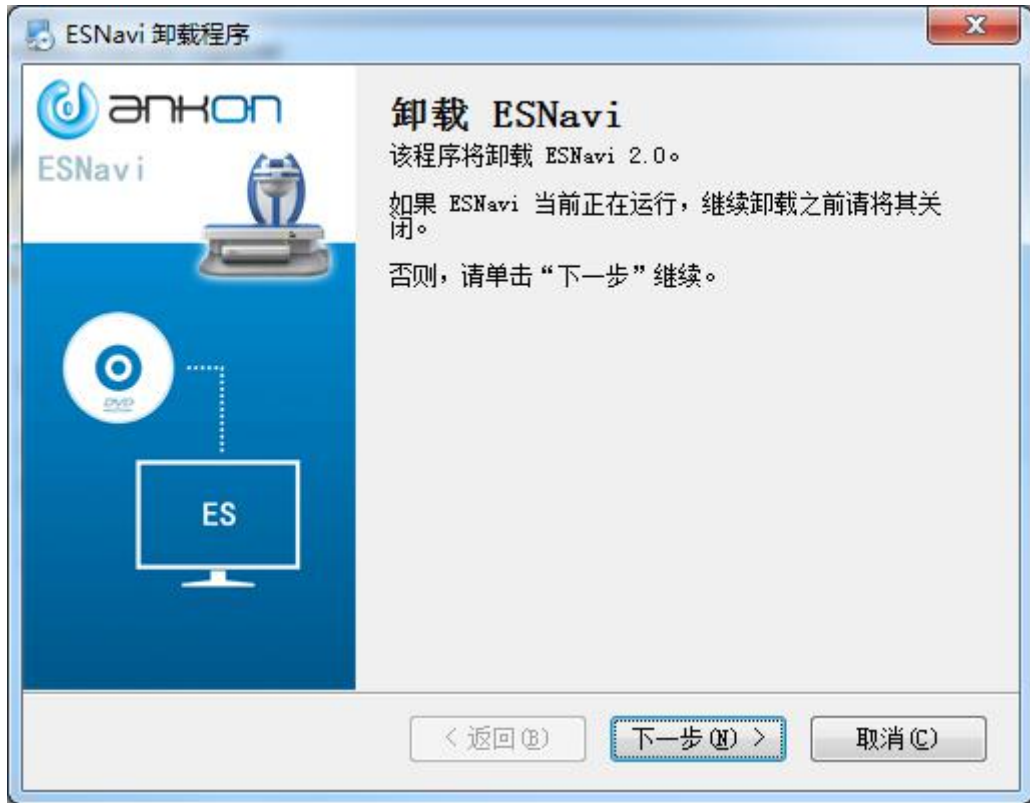 ESNavi 卸载程序
ankon
ESNavi
卸载 ESNavi
该程序将卸载 ESNavi 2.0。
如果 ESNavi 当前正在运行，继续卸载之前请将其关
闭。
否则，请单击“下一步”继续。
DVD
ES
< 返回(B)
下一步(N) >
取消(C)